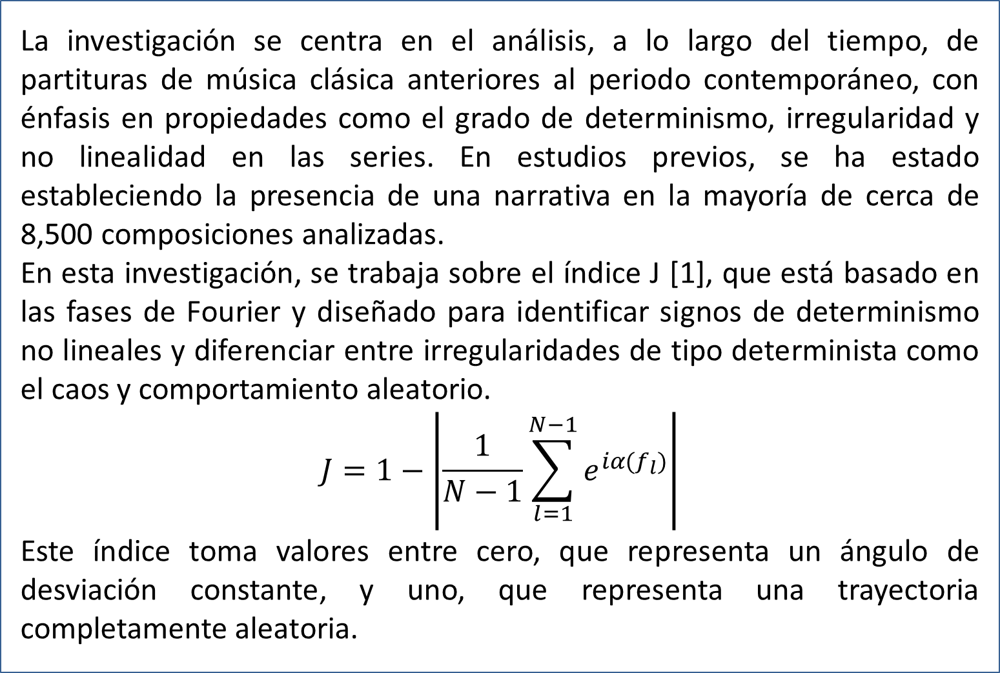 La investigación se centra en el análisis, a lo largo del tiempo, de
partituras de música clásica anteriores al periodo contemporáneo, con
énfasis en propiedades como el grado de determinismo, irregularidad y
no linealidad en las series. En estudios previos, se ha estado
estableciendo la presencia de una narrativa en la mayoría de cerca de
8,500 composiciones analizadas.
En esta investigación, se trabaja sobre el índice J [1], que está basado en
las fases de Fourier y diseñado para identificar signos de determinismo
no lineales y diferenciar entre irregularidades de tipo determinista como
el caos y comportamiento aleatorio.
J = 1 − |\frac{1}{N − 1} \sum_{l=1}^{N−1} e^{iα(f_l)}|
Este índice toma valores entre cero, que representa un ángulo de
desviación constante, y uno, que representa una trayectoria
completamente aleatoria.